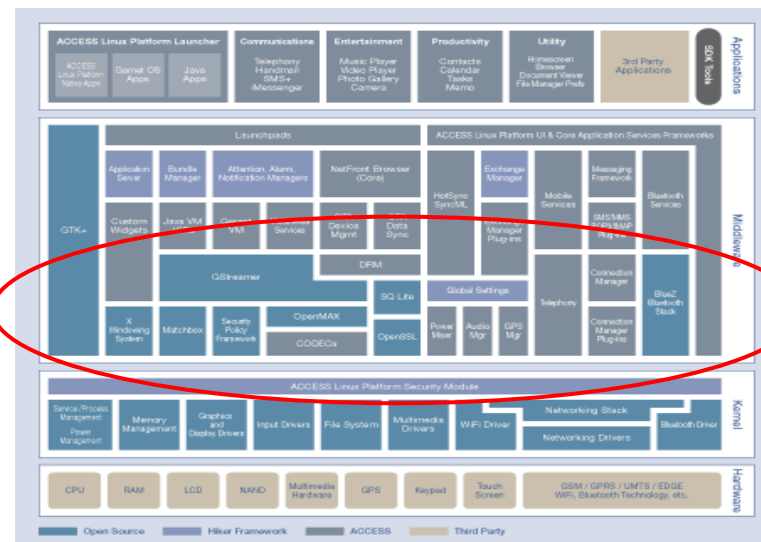 ACCESS Linux Platform Launcher
ACCESS
Linux Platform
Native Apps
Garnet OS
Apps
Java
Apps
Communications
Telephony
Handmail
SMS+
iMessenger
Entertainment
Music Player
Video Player
Photo Gallery
Camera
Productivity
Contacts
Calendar
Tasks
Memo
Utility
Homescreen
Browser
Document Viewer
File Manager Prefs
3rd Party
Applications
SDK Tools
Applications
Launchpads
ACCESS Linux Platform UI & Core Application Services Frameworks
GTK+
Application
Server
Bundle
Manager
Attention, Alarm,
Notification Managers
NetFront Browser
(Core)
HotSync
SyncML
Exchange
Manager
Mobile
Services
Messaging
Framework
Bluetooth
Services
Custom
Widgets
Java VM
VM
Services
Device
Mgmt
Data
Sync
Manager
Plug-ins
SMS/MMS
Plug-ins
Middleware
GStreamer
DRM
SQ Lite
Global Settings
Telephony
Connection
Manager
BlueZ
Bluetooth
Stack
X
Windowing
System
Matchbox
Security
Policy
Framework
OpenMAX
CODECs
OpenSSL
Power
Miser
Audio
Mgr
GPS
Mgr
Connection
Manager
Plug-ins
ACCESS Linux Platform Security Module
Service/Process
Management
Power
Management
Memory
Management
Graphics
and
Display Drivers
Input Drivers
File System
Multimedia
Drivers
WiFi Driver
Networking Stack
Networking Drivers
Bluetooth Driver
Kernel
CPU
RAM
LCD
NAND
Multimedia
Hardware
GPS
Keypad
Touch
Screen
GSM / GPRS / UMTS / EDGE
WiFi, Bluetooth Technology, etc.
Hardware
Open Source
Hiker Framework
ACCESS
Third Party